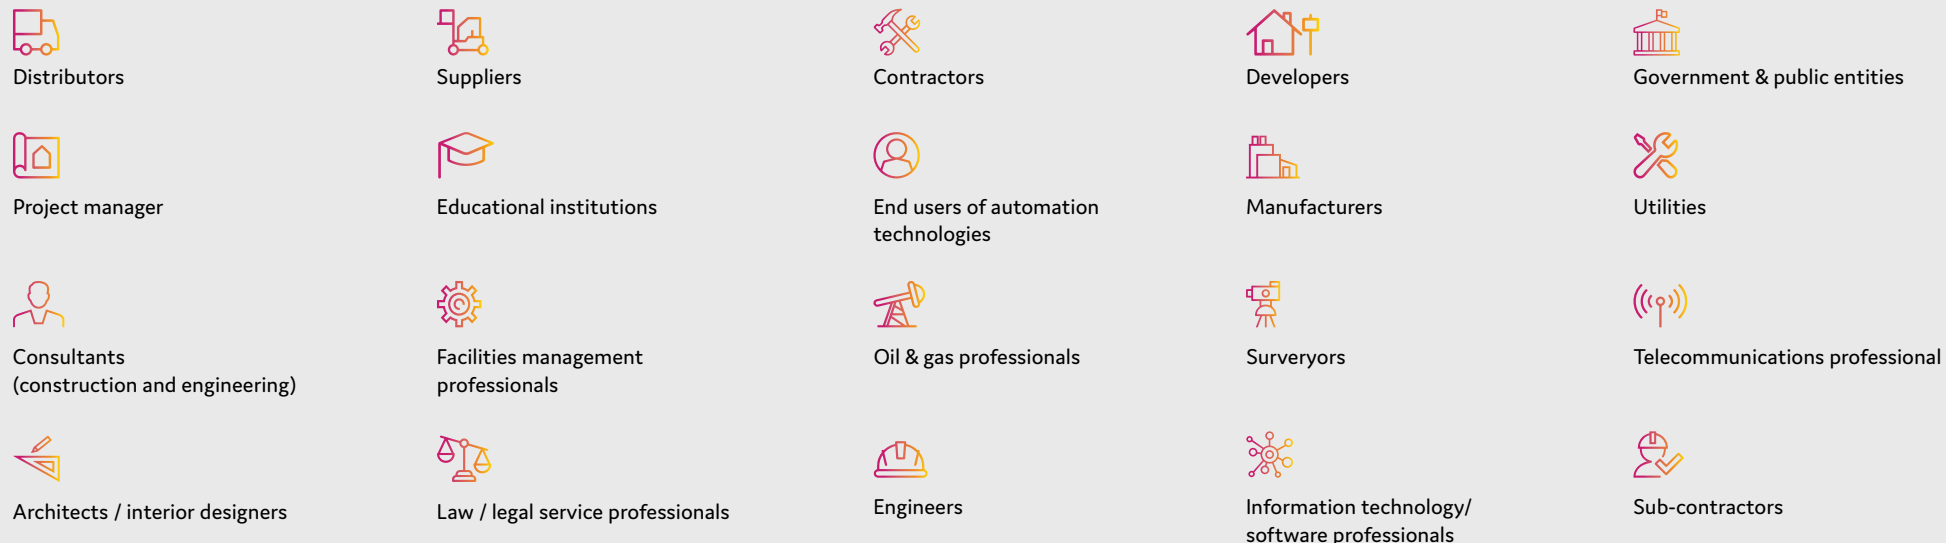 Distributors
Suppliers
Contractors
Developers
Government & public entities
Project manager
Educational institutions
End users of automation
technologies
Manufacturers
Utilities
Consultants
(construction and engineering)
Facilities management
professionals
Oil & gas professionals
Surveryors
Telecommunications professional
Architects / interior designers
Law / legal service professionals
Engineers
Information technology/
software professionals
Sub-contractors